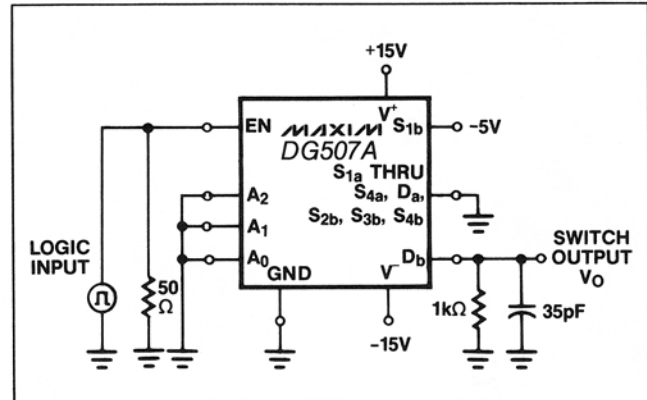 +15V
V+
EN
MAXIM
S1b
−5V
DG507A
S1a THRU
S4a, Da,
S2b, S3b, S4b
A2
A1
A0
LOGIC
INPUT
50
Ω
GND
V−
Db
SWITCH
OUTPUT
VO
1kΩ
35pF
−15V